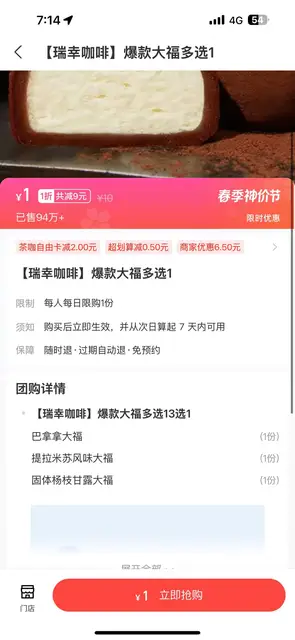 7:14
4G
54
【瑞幸咖啡】爆款大福多选1
¥1 1折 共减9元 ¥10
春季神价节
已售94万+
限时优惠
茶咖自由卡减2.00元 超划算减0.50元 商家优惠6.50元
【瑞幸咖啡】爆款大福多选1
限制 每人每日限购1份
须知 购买后立即生效，并从次日算起 7 天内可用
保障 随时退·过期自动退·免预约
团购详情
【瑞幸咖啡】爆款大福多选13选1
巴拿拿大福 (1份)
提拉米苏风味大福 (1份)
固体杨枝甘露大福 (1份)
展开全部
门店
¥1 立即抢购